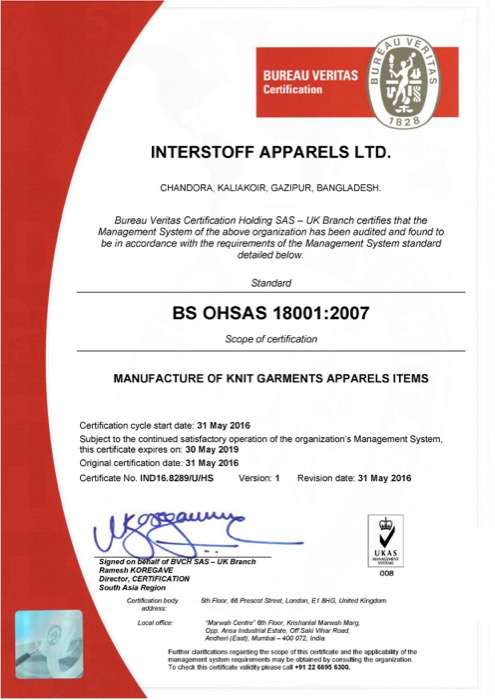 BUREAU VERITAS
Certification
BUREAU VERITAS
1828
INTERSTOFF APPARELS LTD.
CHANDORA, KALIAKOIR, GAZIPUR, BANGLADESH.
Bureau Veritas Certification Holding SAS – UK Branch certifies that the
Management System of the above organization has been audited and found to
be in accordance with the requirements of the Management System standard
detailed below.
Standard
BS OHSAS 18001:2007
Scope of certification
MANUFACTURE OF KNIT GARMENTS APPARELS ITEMS
Certification cycle start date: 31 May 2016
Subject to the continued satisfactory operation of the organization's Management System,
this certificate expires on: 30 May 2019
Original certification date: 31 May 2016
Certificate No. IND16.8289/U/HS Version: 1 Revision date: 31 May 2016
Signed on behalf of BVCH SAS – UK Branch
Ramesh KOREGAVE
Director, CERTIFICATION
South Asia Region
UKAS
MANAGEMENT
SYSTEMS
008
Certification body
address:
5th Floor, 66 Prescot Street, London, E1 8HG, United Kingdom.
Local office:
"Marwah Centre" 6th Floor, Krishanlal Marwah Marg,
Opp. Ansa Industrial Estate, Off Saki Vihar Road,
Andheri (East), Mumbai – 400 072, India
Further clarifications regarding the scope of this certificate and the applicability of the
management system requirements may be obtained by consulting the organization.
To check this certificate validity please call +91 22 6695 6300.